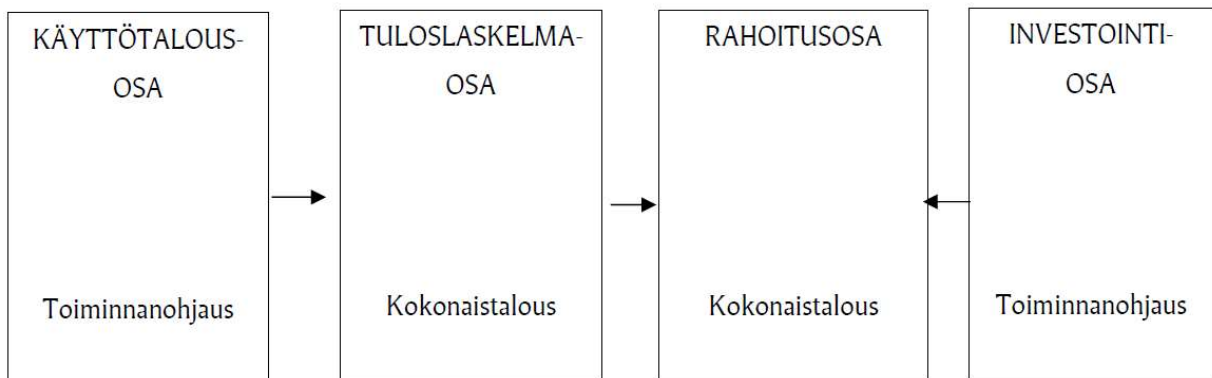 KÄYTTÖTALOUS-
OSA
Toiminnanohjaus
TULOSLASKELMA-
OSA
Kokonaistalous
RAHOITUSOSA
Kokonaistalous
INVESTOINTI-
OSA
Toiminnanohjaus